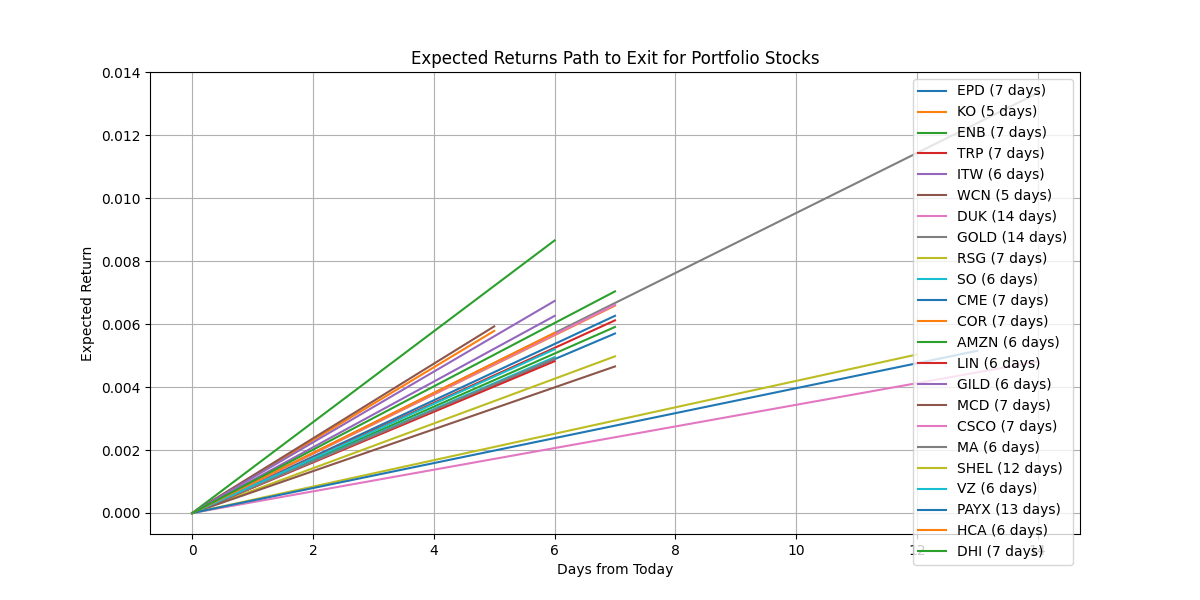 Expected Returns Path to Exit for Portfolio Stocks
0.014
0.012
0.010
0.008
0.006
0.004
0.002
0.000
Expected Return
0
2
4
6
8
10
12
14
Days from Today
EPD (7 days)
KO (5 days)
ENB (7 days)
TRP (7 days)
ITW (6 days)
WCN (5 days)
DUK (14 days)
GOLD (14 days)
RSG (7 days)
SO (6 days)
CME (7 days)
COR (7 days)
AMZN (6 days)
LIN (6 days)
GILD (6 days)
MCD (7 days)
CSCO (7 days)
MA (6 days)
SHEL (12 days)
VZ (6 days)
PAYX (13 days)
HCA (6 days)
DHI (7 days)